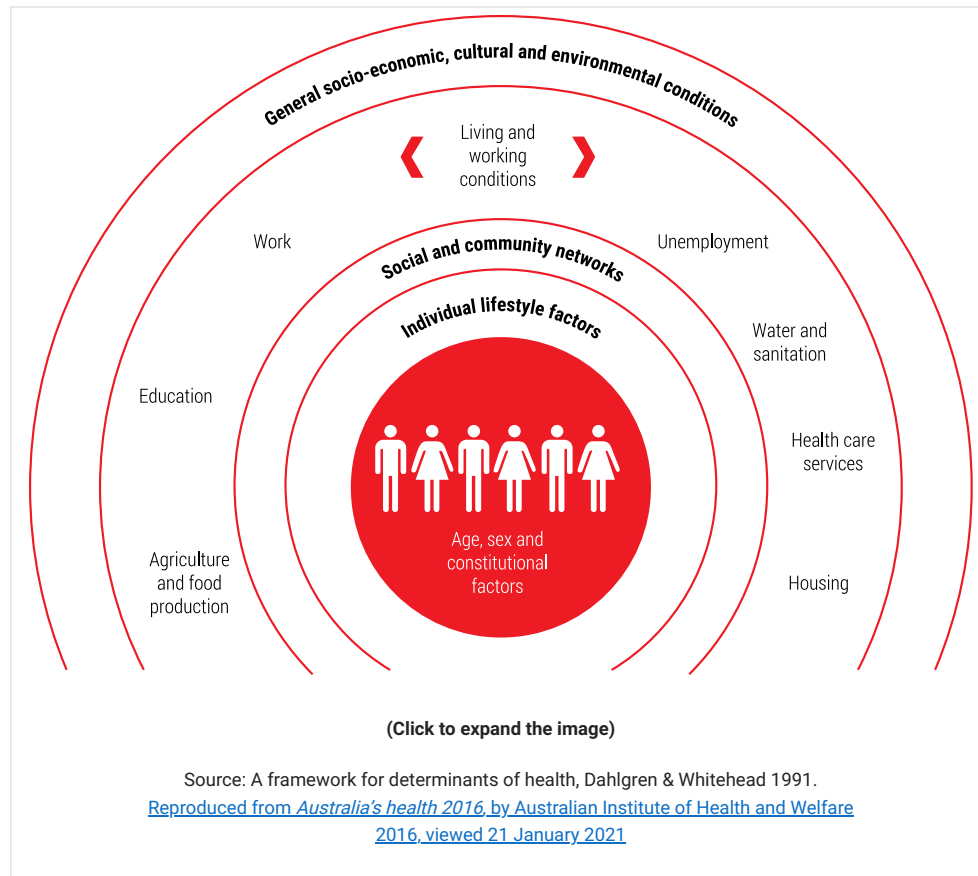 General socio-economic, cultural and environmental conditions
Living and
working
conditions
Work
Unemployment
Social and community networks
Individual lifestyle factors
Water and
sanitation
Education
Health care
services
Age, sex and
constitutional
factors
Agriculture
and food
production
Housing
(Click to expand the image)
Source: A framework for determinants of health, Dahlgren & Whitehead 1991.
Reproduced from Australia's health 2016, by Australian Institute of Health and Welfare
2016, viewed 21 January 2021